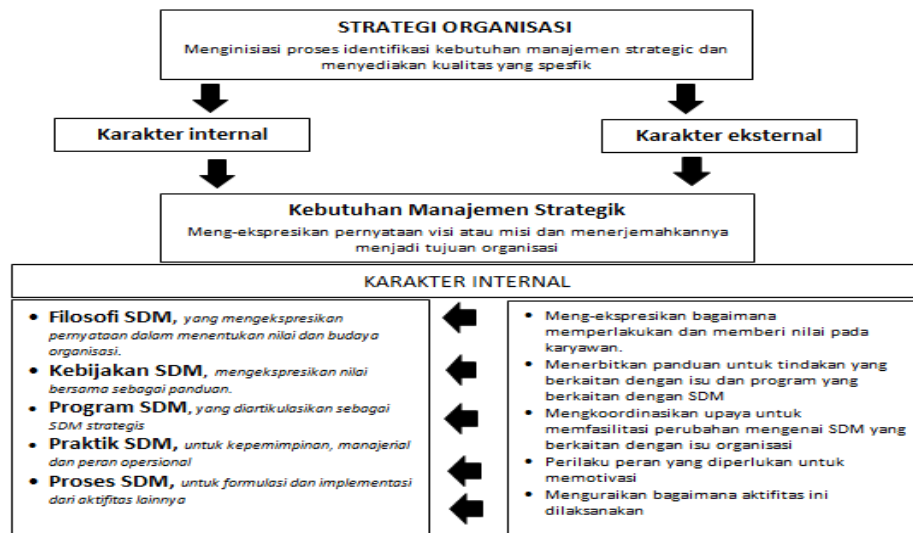 STRATEGI ORGANISASI
Menginisiasi proses identifikasi kebutuhan manajemen strategic dan
menyediakan kualitas yang spesfik
Karakter internal
Karakter eksternal
Kebutuhan Manajemen Strategik
Meng-ekspresikan pernyataan visi atau misi dan menerjemahkannya
menjadi tujuan organisasi
KARAKTER INTERNAL
• Filosofi SDM, yang mengekspresikan
pernyataan dalam menentukan nilai dan budaya
organisasi.
• Kebijakan SDM, mengekspresikan nilai
bersama sebagai panduan.
• Program SDM, yang diartikulasikan sebagai
SDM strategis
• Praktik SDM, untuk kepemimpinan, manajerial
dan peran opersional
• Proses SDM, untuk formulasi dan implementasi
dari aktifitas lainnya
• Meng-ekspresikan bagaimana
memperlakukan dan memberi nilai pada
karyawan.
• Menerbitkan panduan untuk tindakan yang
berkaitan dengan isu dan program yang
berkaitan dengan SDM
• Mengkoordinasikan upaya untuk
memfasilitasi perubahan mengenai SDM yang
berkaitan dengan isu organisasi
• Perilaku peran yang diperlukan untuk
memotivasi
• Menguraikan bagaimana aktifitas ini
dilaksanakan